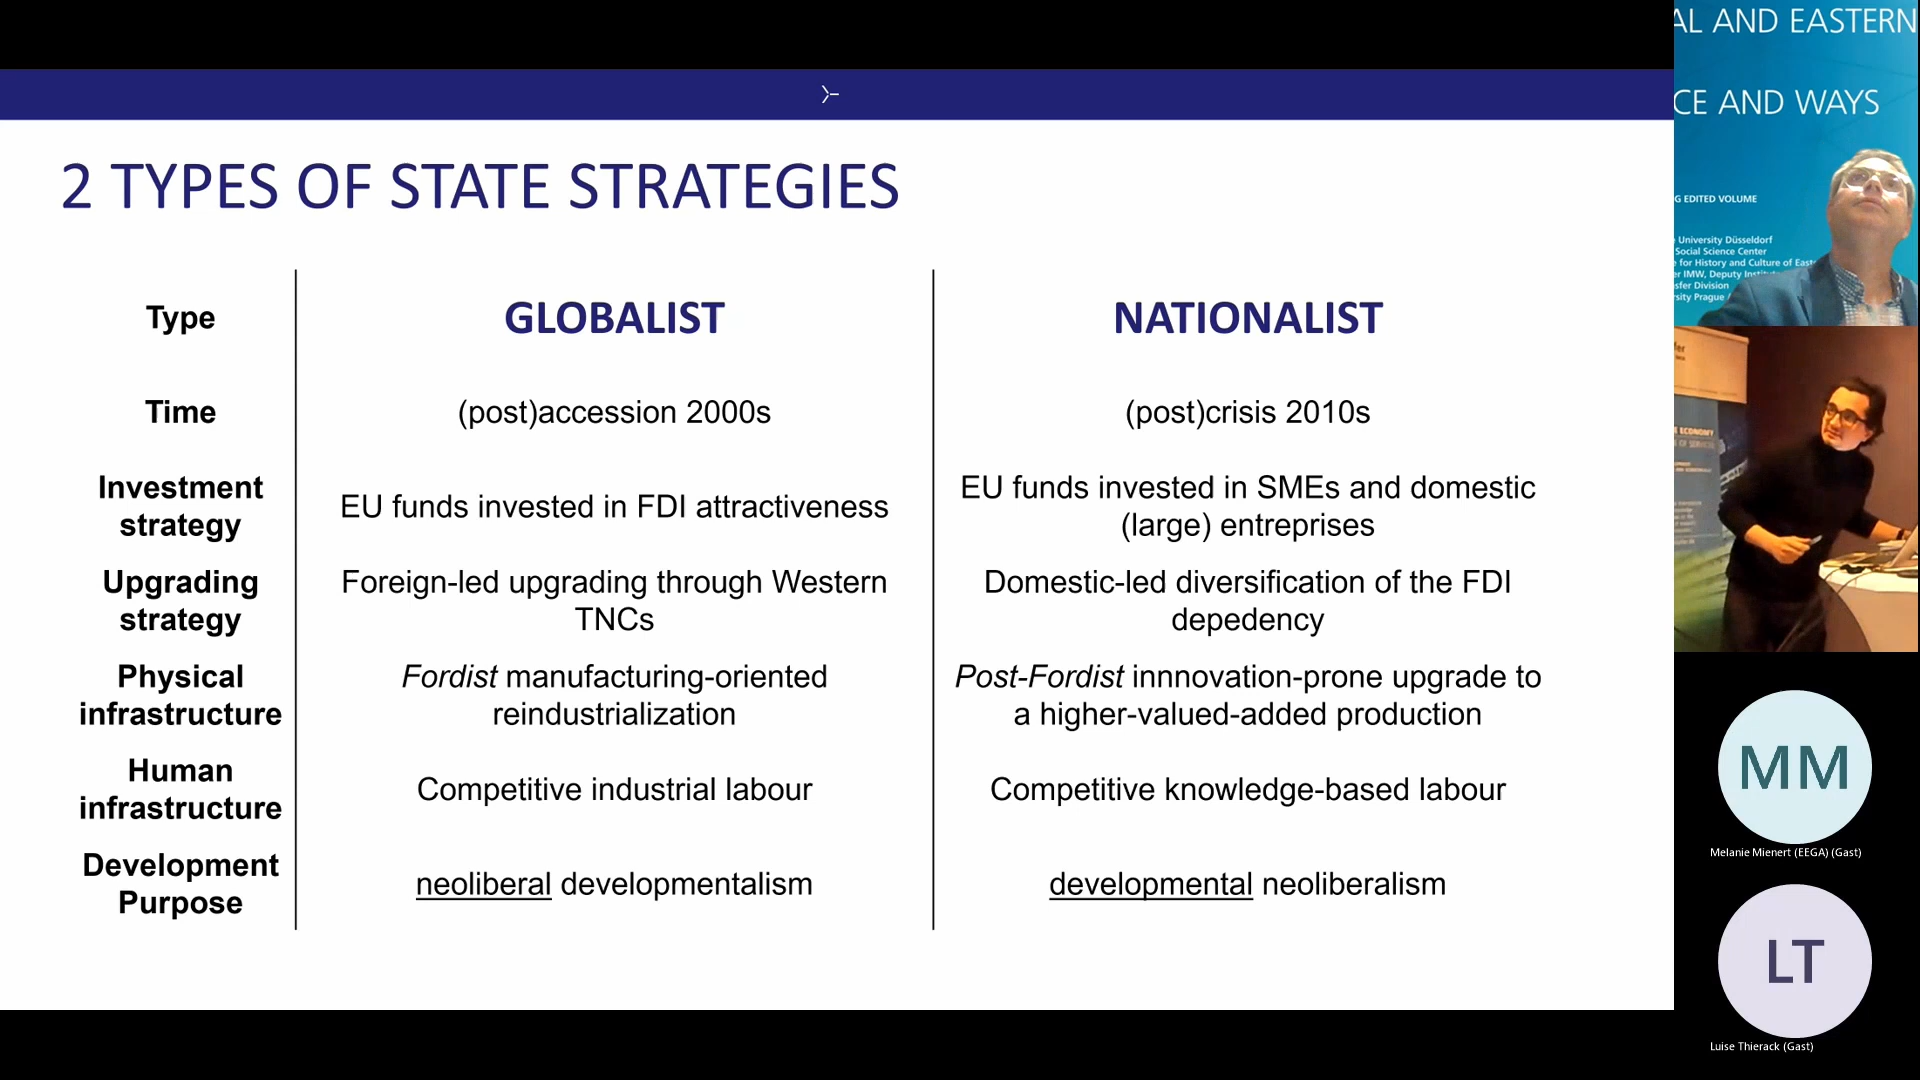 2 TYPES OF STATE STRATEGIES
Type
GLOBALIST
NATIONALIST
Time
(post)accession 2000s
(post)crisis 2010s
Investment
strategy
EU funds invested in FDI attractiveness
EU funds invested in SMEs and domestic
(large) entreprises
Upgrading
strategy
Foreign-led upgrading through Western
TNCs
Domestic-led diversification of the FDI
depedency
Physical
infrastructure
Fordist manufacturing-oriented
reindustrialization
Post-Fordist innnovation-prone upgrade to
a higher-valued-added production
Human
infrastructure
Competitive industrial labour
Competitive knowledge-based labour
Development
Purpose
neoliberal developmentalism
developmental neoliberalism
AL AND EASTERN
CE AND WAYS
G EDITED VOLUME
University Düsseldorf
Social Science Center
for History and Culture of East
er IMW, Deputy
sfer Division
sity Prague
ECONOMY
OF SERVICES
MM
Melanie Mienert (EEGA) (Gast)
LT
Luise Thierack (Gast)